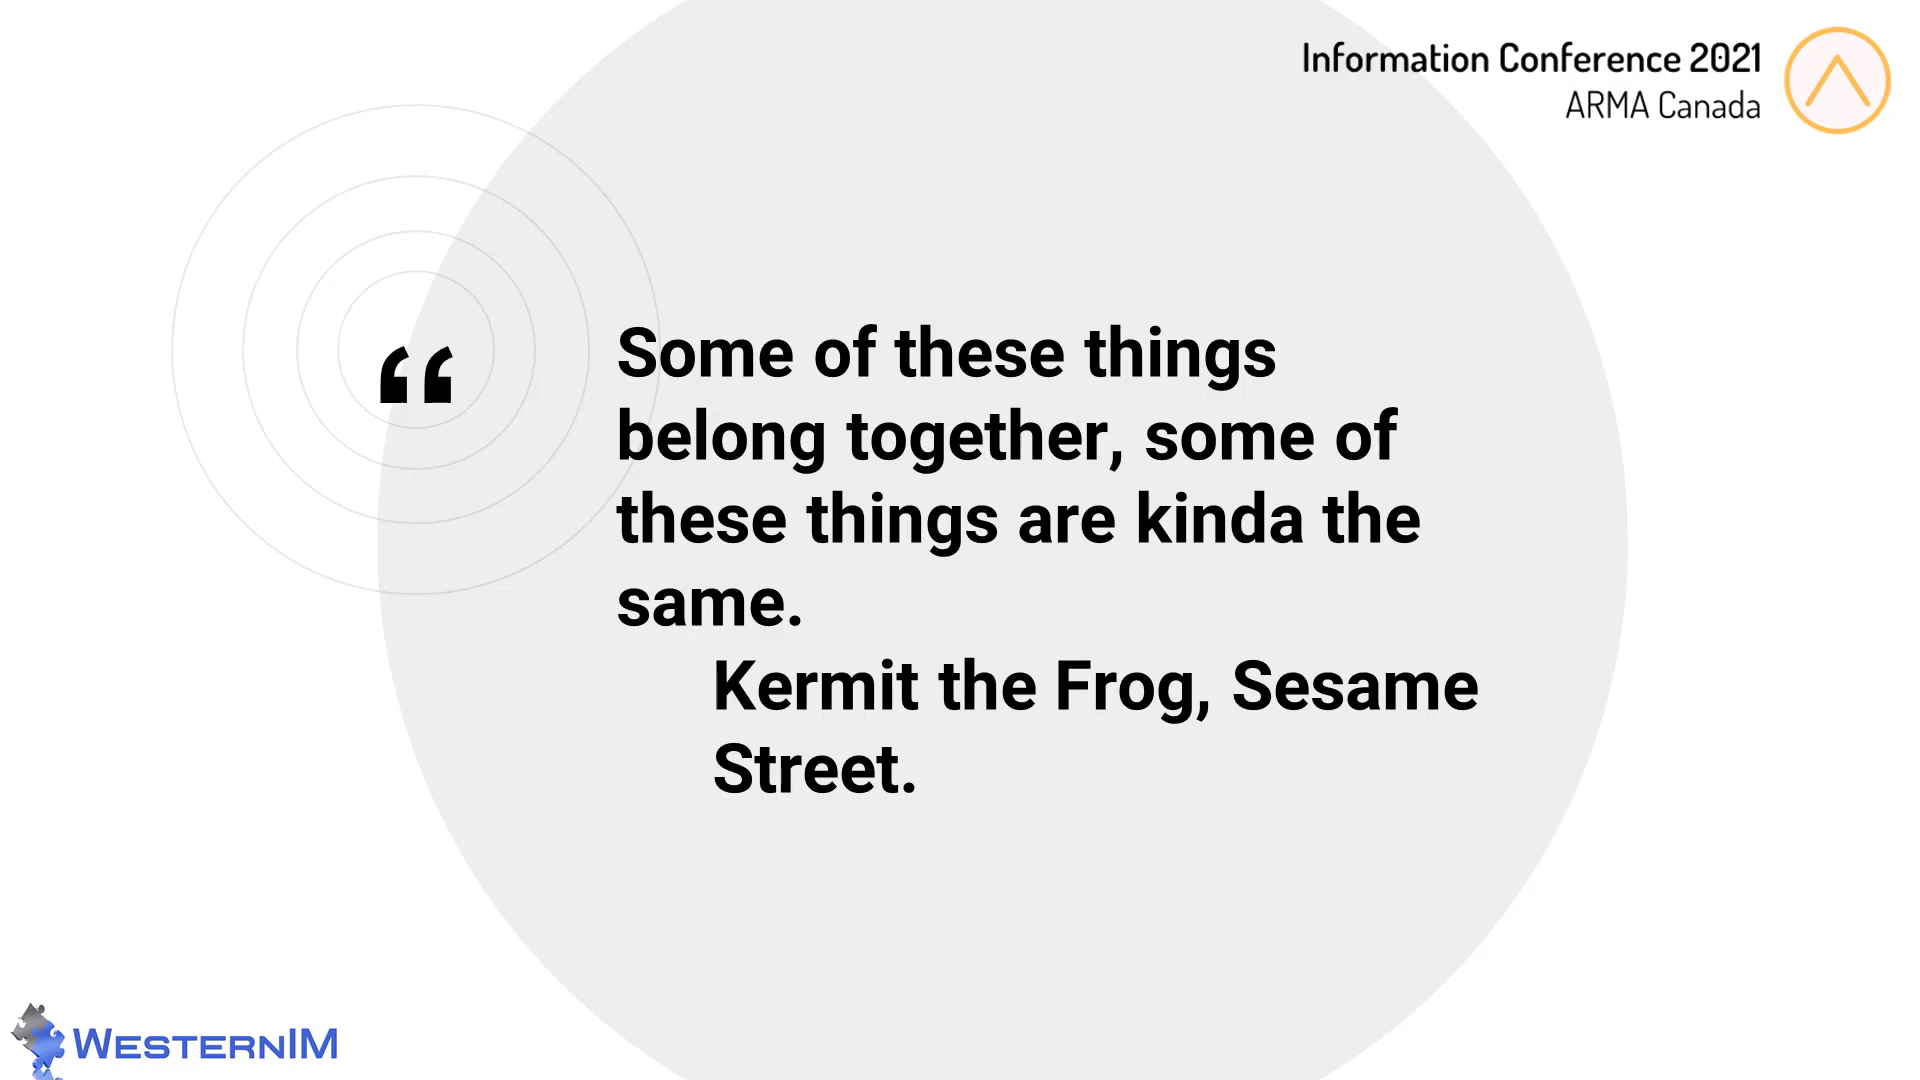 Information Conference 2021
ARMA Canada
“
Some of these things
belong together, some of
these things are kinda the
same.
Kermit the Frog, Sesame
Street.
WESTERNIM